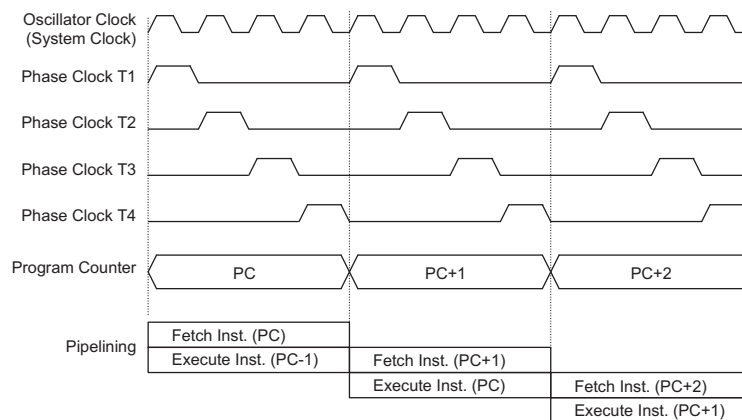 Oscillator Clock
(System Clock)
Phase Clock T1
Phase Clock T2
Phase Clock T3
Phase Clock T4
Program Counter
PC
PC+1
PC+2
Pipelining
Fetch Inst. (PC)
Execute Inst. (PC-1)
Fetch Inst. (PC+1)
Execute Inst. (PC)
Fetch Inst. (PC+2)
Execute Inst. (PC+1)